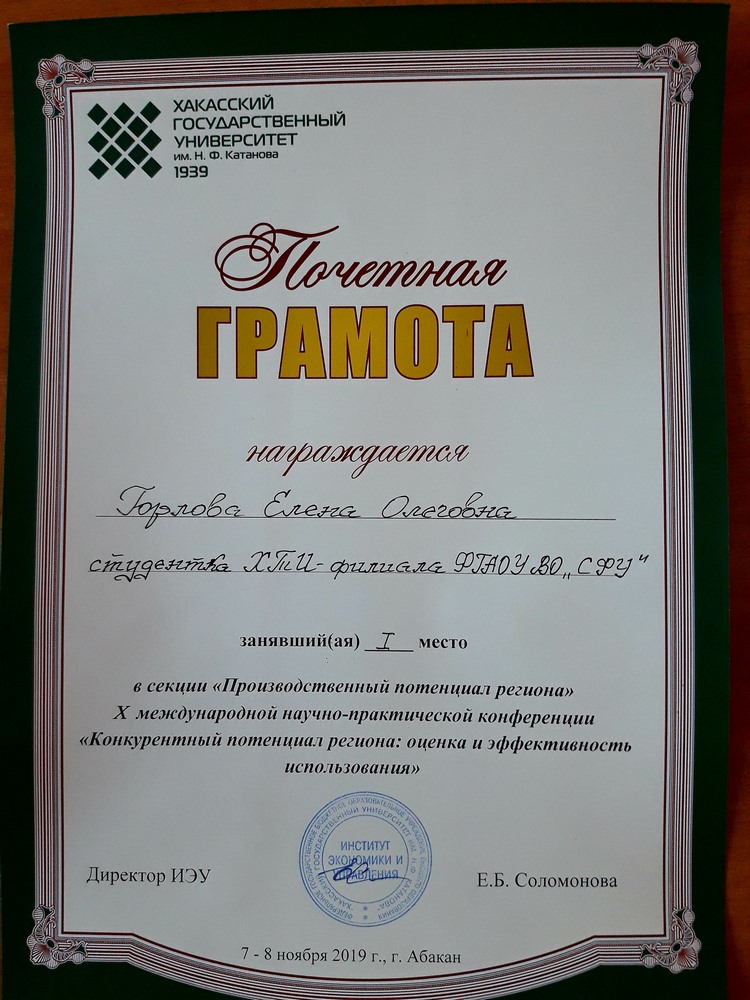 ХАКАССКИЙ
ГОСУДАРСТВЕННЫЙ
УНИВЕРСИТЕТ
им. Н. Ф. Катанова
1939
Почетная
ГРАМОТА
награждается
Горлова Елена Олеговна
студентка ХТИ-филиала ФГАОУ ВО „СФУ"
занявший(ая) I место
в секции «Производственный потенциал региона»
X международной научно-практической конференции
«Конкурентный потенциал региона: оценка и эффективность
использования»
ИНСТИТУТ
ЭКОНОМИКИ И
УПРАВЛЕНИЯ
Директор ИЭУ
Е.Б. Соломонова
7 - 8 ноября 2019 г., г. Абакан